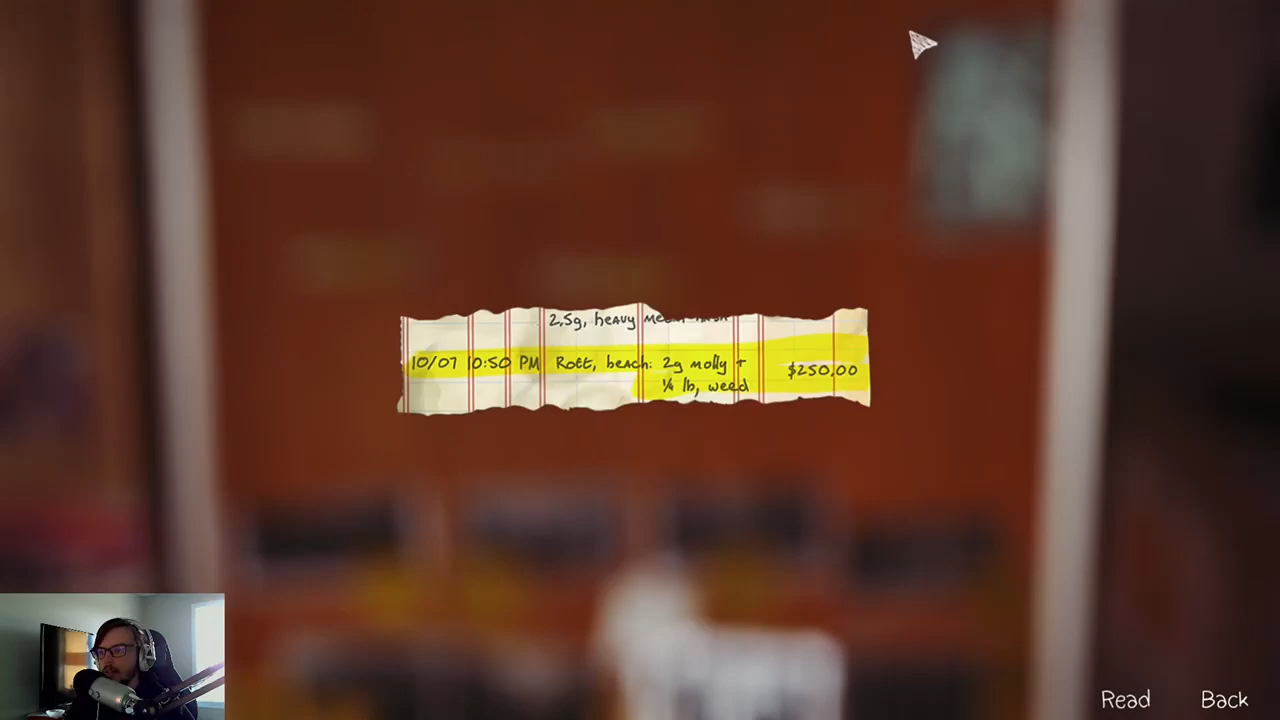 2,5g, heavy
10/07 10:50 PM Rott, beach: 2g molly + $250.00
1/4 lb, weed
Read Back